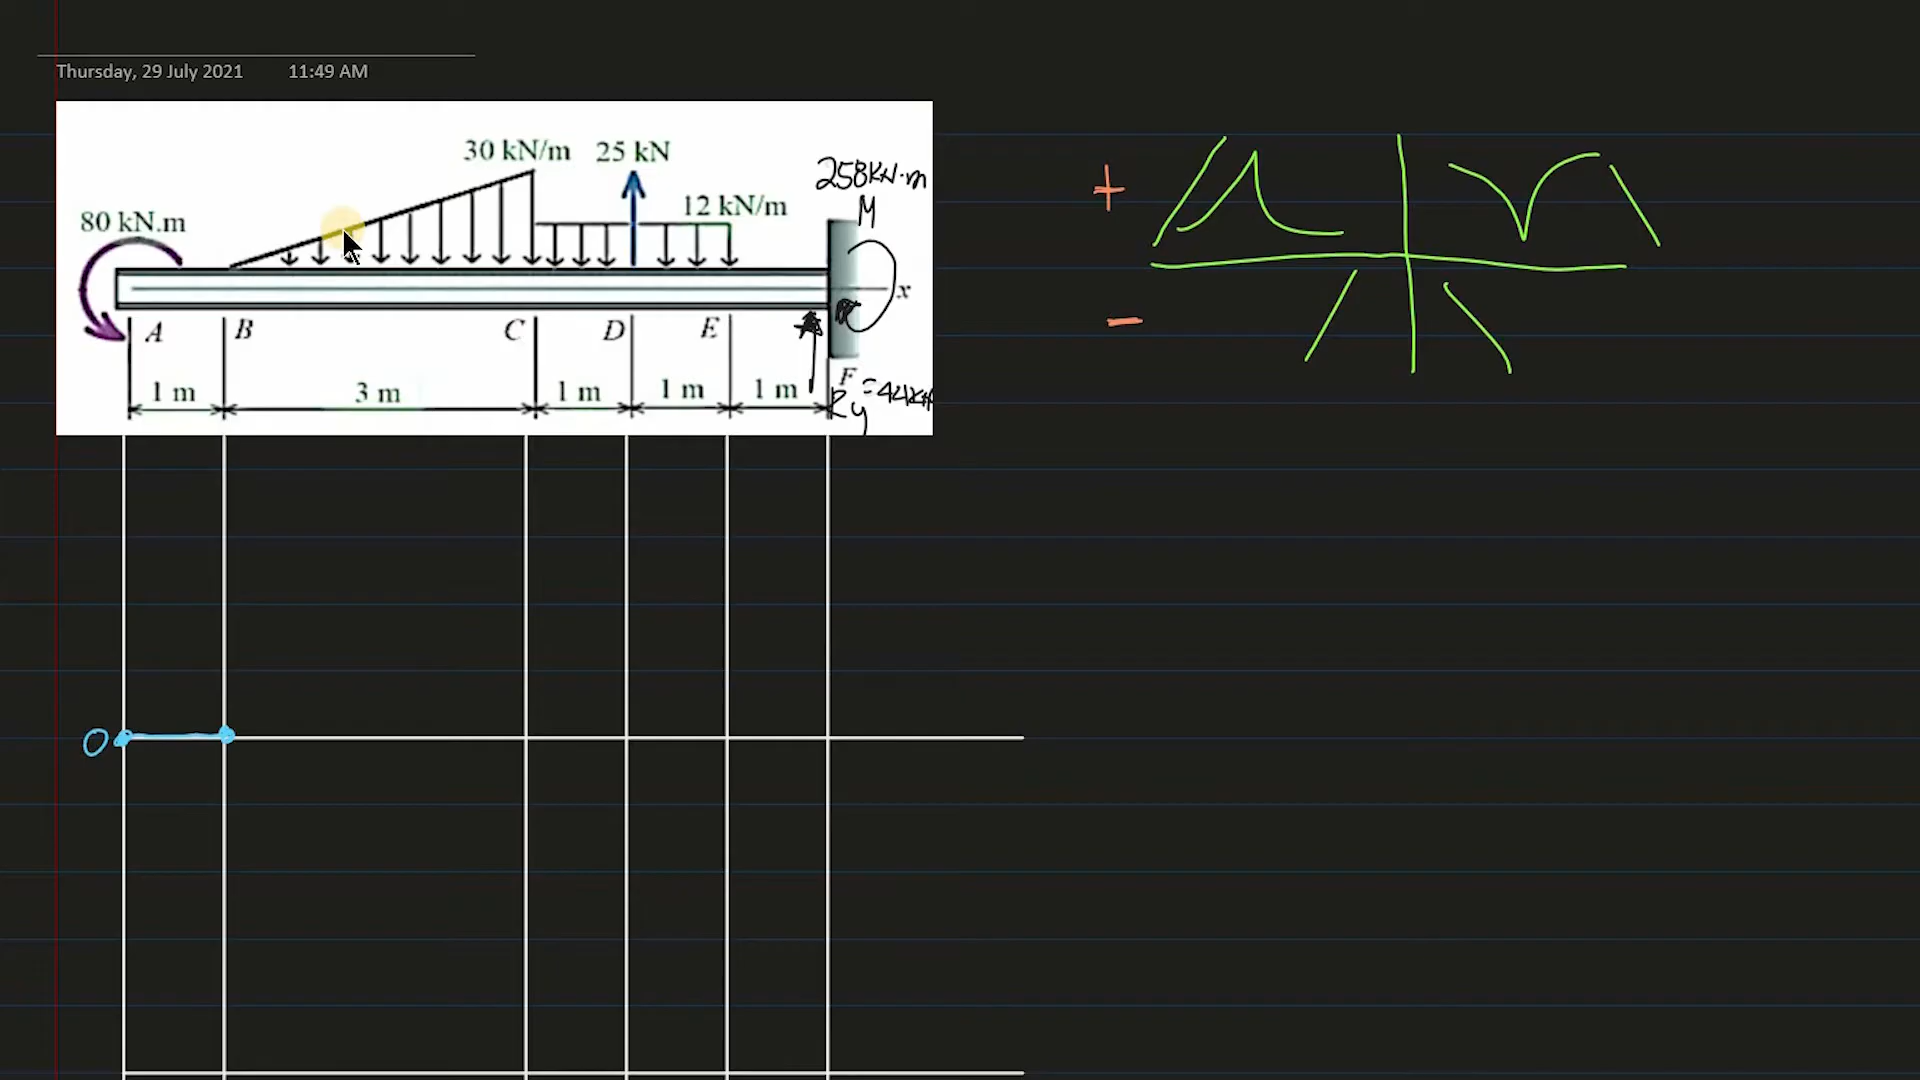 Thursday, 29 July 2021 11:49 AM
30 kN/m 25 kN
258KN·m
12 kN/m
M
80 kN.m
x
A B C D E
F
1 m 3 m 1 m 1 m 1 m
Ry
+
-
0